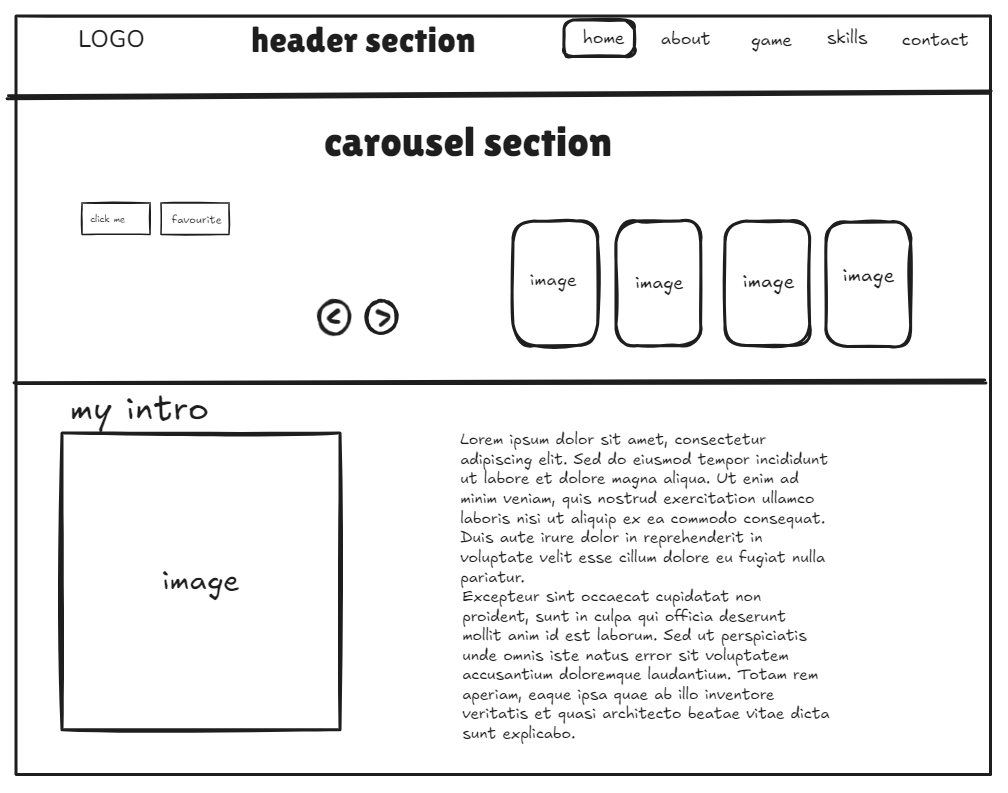 LOGO
header section
home
about
game
skills
contact
carousel section
click me
favourite
<
>
image
image
image
image
my intro
image
Lorem ipsum dolor sit amet, consectetur
adipiscing elit. Sed do eiusmod tempor incididunt
ut labore et dolore magna aliqua. Ut enim ad
minim veniam, quis nostrud exercitation ullamco
laboris nisi ut aliquip ex ea commodo consequat.
Duis aute irure dolor in reprehenderit in
voluptate velit esse cillum dolore eu fugiat nulla
pariatur.
Excepteur sint occaecat cupidatat non
proident, sunt in culpa qui officia deserunt
mollit anim id est laborum. Sed ut perspiciatis
unde omnis iste natus error sit voluptatem
accusantium doloremque laudantium. Totam rem
aperiam, eaque ipsa quae ab illo inventore
veritatis et quasi architecto beatae vitae dicta
sunt explicabo.